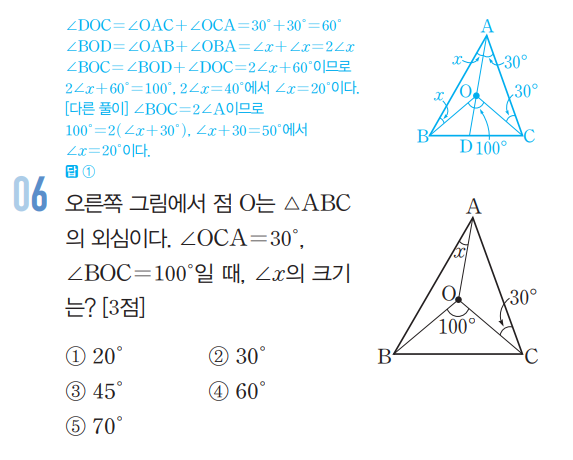 ∠DOC=∠OAC+∠OCA=30°+30°=60°
∠BOD=∠OAB+∠OBA=∠x+∠x=2∠x
∠BOC=∠BOD+∠DOC=2∠x+60°이므로
2∠x+60°=100°, 2∠x=40°에서 ∠x=20°이다.
[다른 풀이] ∠BOC=2∠A이므로
100°=2(∠x+30°), ∠x+30=50°에서
∠x=20°이다.
답 ①
A
x
30°
x
O
30°
B
D 100°
C
06
오른쪽 그림에서 점 O는 △ABC
의 외심이다. ∠OCA=30°,
∠BOC=100°일 때, ∠x의 크기
는? [3점]
① 20° ② 30°
③ 45° ④ 60°
⑤ 70°
A
x
O
30°
100°
B
C